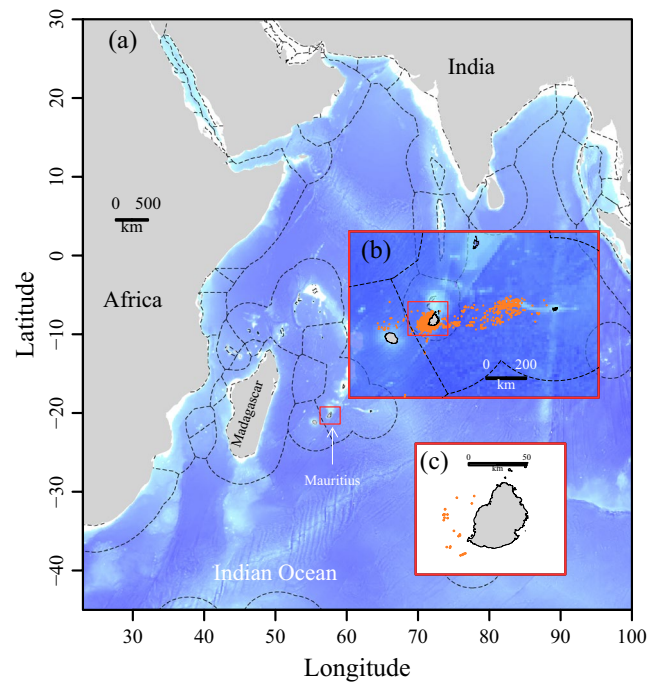 30
20
10
0
−10
−20
−30
−40
Latitude
(a)
India
0 500
km
Africa
(b)
0 200
km
Madagascar
Mauritius
(c)
0 50
km
Indian Ocean
30 40 50 60 70 80 90 100
Longitude